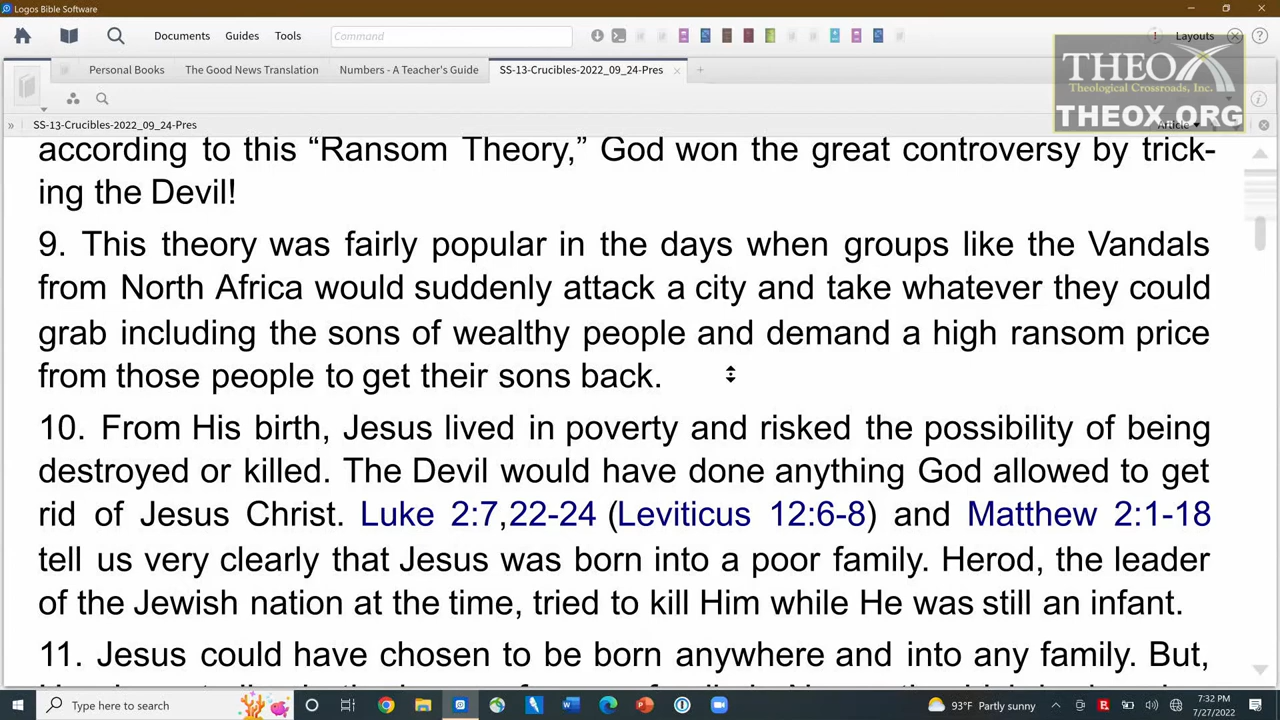 Logos Bible Software
Documents Guides Tools Command 1 Layouts
Personal Books The Good News Translation Numbers - A Teacher's Guide SS-13-Crucibles-2022_09_24-Pres
THEOX
Theological Crossroads, Inc.
THEOX.ORG
SS-13-Crucibles-2022_09_24-Pres Article
according to this “Ransom Theory,” God won the great controversy by trick-
ing the Devil!
9. This theory was fairly popular in the days when groups like the Vandals
from North Africa would suddenly attack a city and take whatever they could
grab including the sons of wealthy people and demand a high ransom price
from those people to get their sons back.
10. From His birth, Jesus lived in poverty and risked the possibility of being
destroyed or killed. The Devil would have done anything God allowed to get
rid of Jesus Christ. Luke 2:7,22-24 (Leviticus 12:6-8) and Matthew 2:1-18
tell us very clearly that Jesus was born into a poor family. Herod, the leader
of the Jewish nation at the time, tried to kill Him while He was still an infant.
11. Jesus could have chosen to be born anywhere and into any family. But,
Type here to search 93°F Partly sunny 7:32 PM
7/27/2022